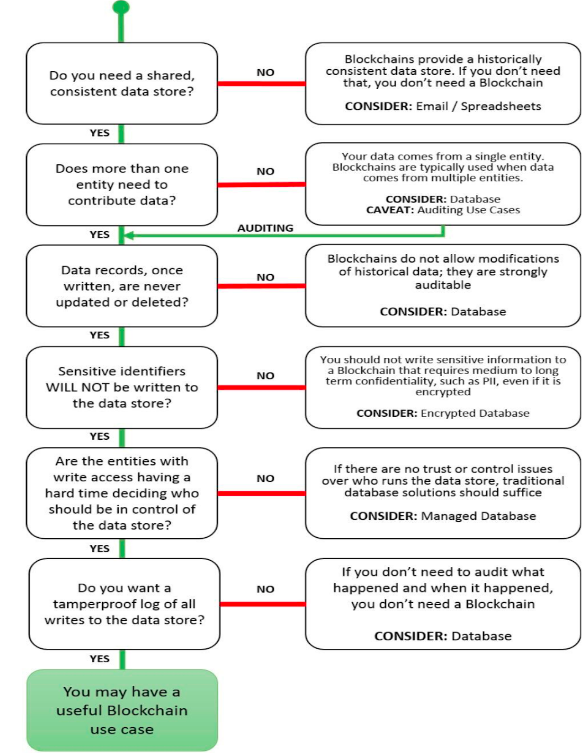 Do you need a shared,
consistent data store?
NO
Blockchains provide a historically
consistent data store. If you don't need
that, you don't need a Blockchain
CONSIDER: Email / Spreadsheets
YES
Does more than one
entity need to
contribute data?
NO
Your data comes from a single entity.
Blockchains are typically used when data
comes from multiple entities.
CONSIDER: Database
CAVEAT: Auditing Use Cases
YES
AUDITING
Data records, once
written, are never
updated or deleted?
NO
Blockchains do not allow modifications
of historical data; they are strongly
auditable
CONSIDER: Database
YES
Sensitive identifiers
WILL NOT be written to
the data store?
NO
You should not write sensitive information to
a Blockchain that requires medium to long
term confidentiality, such as PII, even if it is
encrypted
CONSIDER: Encrypted Database
YES
Are the entities with
write access having a
hard time deciding who
should be in control of
the data store?
NO
If there are no trust or control issues
over who runs the data store, traditional
database solutions should suffice
CONSIDER: Managed Database
YES
Do you want a
tamperproof log of all
writes to the data store?
NO
If you don't need to audit what
happened and when it happened,
you don't need a Blockchain
CONSIDER: Database
YES
You may have a
useful Blockchain
use case